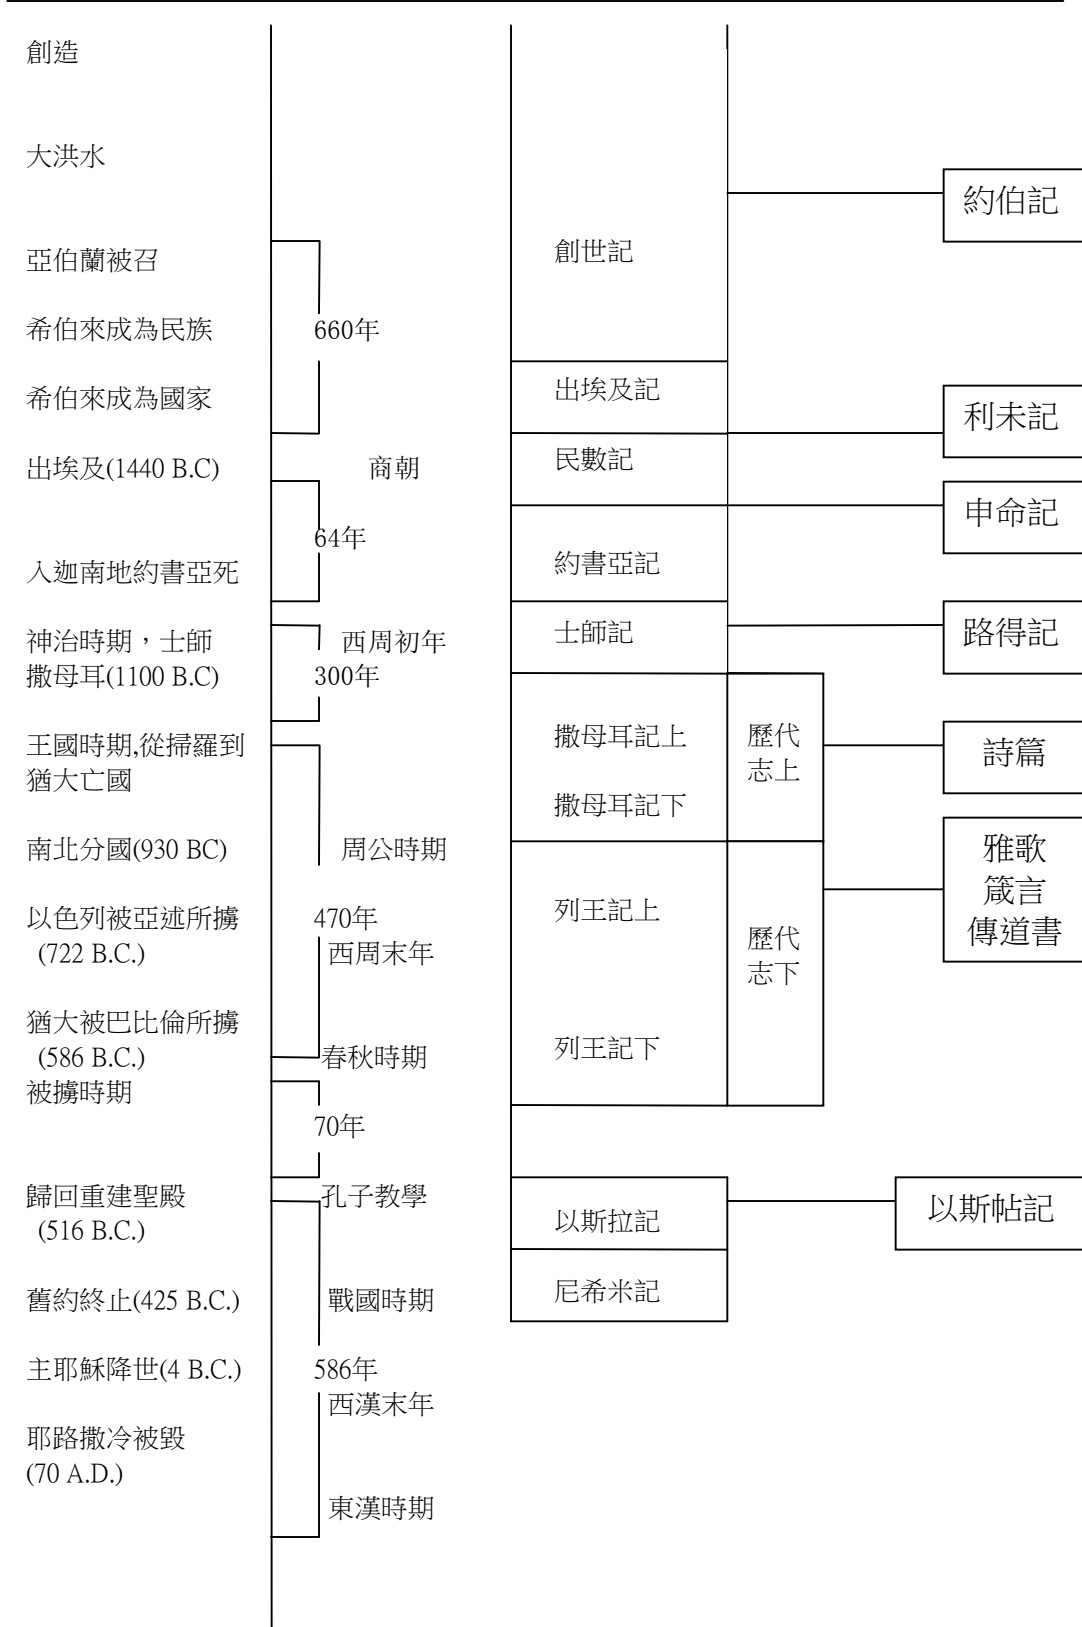 創造
大洪水
約伯記
創世記
亞伯蘭被召
希伯來成為民族
660年
出埃及記
希伯來成為國家
利未記
出埃及(1440 B.C)
商朝
民數記
申命記
64年
約書亞記
入迦南地約書亞死
神治時期，士師
西周初年
士師記
路得記
撒母耳(1100 B.C)
300年
王國時期,從掃羅到
猶大亡國
撒母耳記上
歷代
志上
詩篇
撒母耳記下
南北分國(930 BC)
周公時期
雅歌
箴言
傳道書
以色列被亞述所擄
(722 B.C.)
470年
西周末年
列王記上
歷代
志下
猶大被巴比倫所擄
(586 B.C.)
春秋時期
列王記下
被擄時期
70年
歸回重建聖殿
(516 B.C.)
孔子教學
以斯拉記
以斯帖記
舊約終止(425 B.C.)
戰國時期
尼希米記
主耶穌降世(4 B.C.)
586年
西漢末年
耶路撒冷被毀
(70 A.D.)
東漢時期